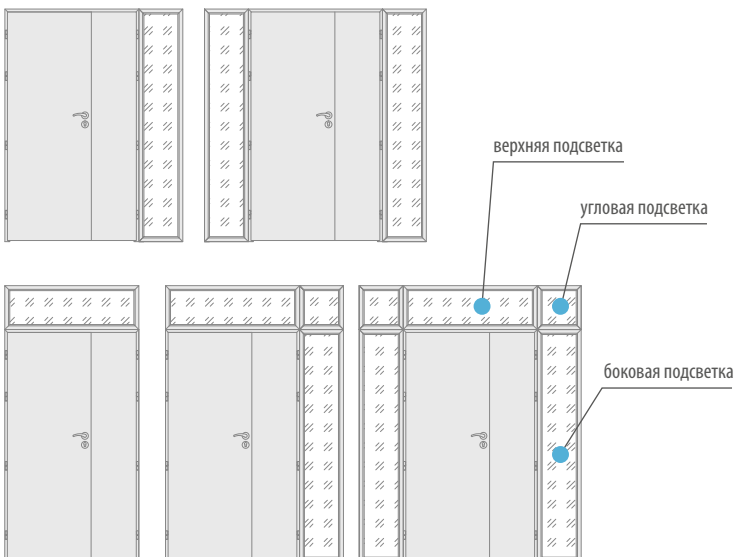 верхняя подсветка
угловая подсветка
боковая подсветка